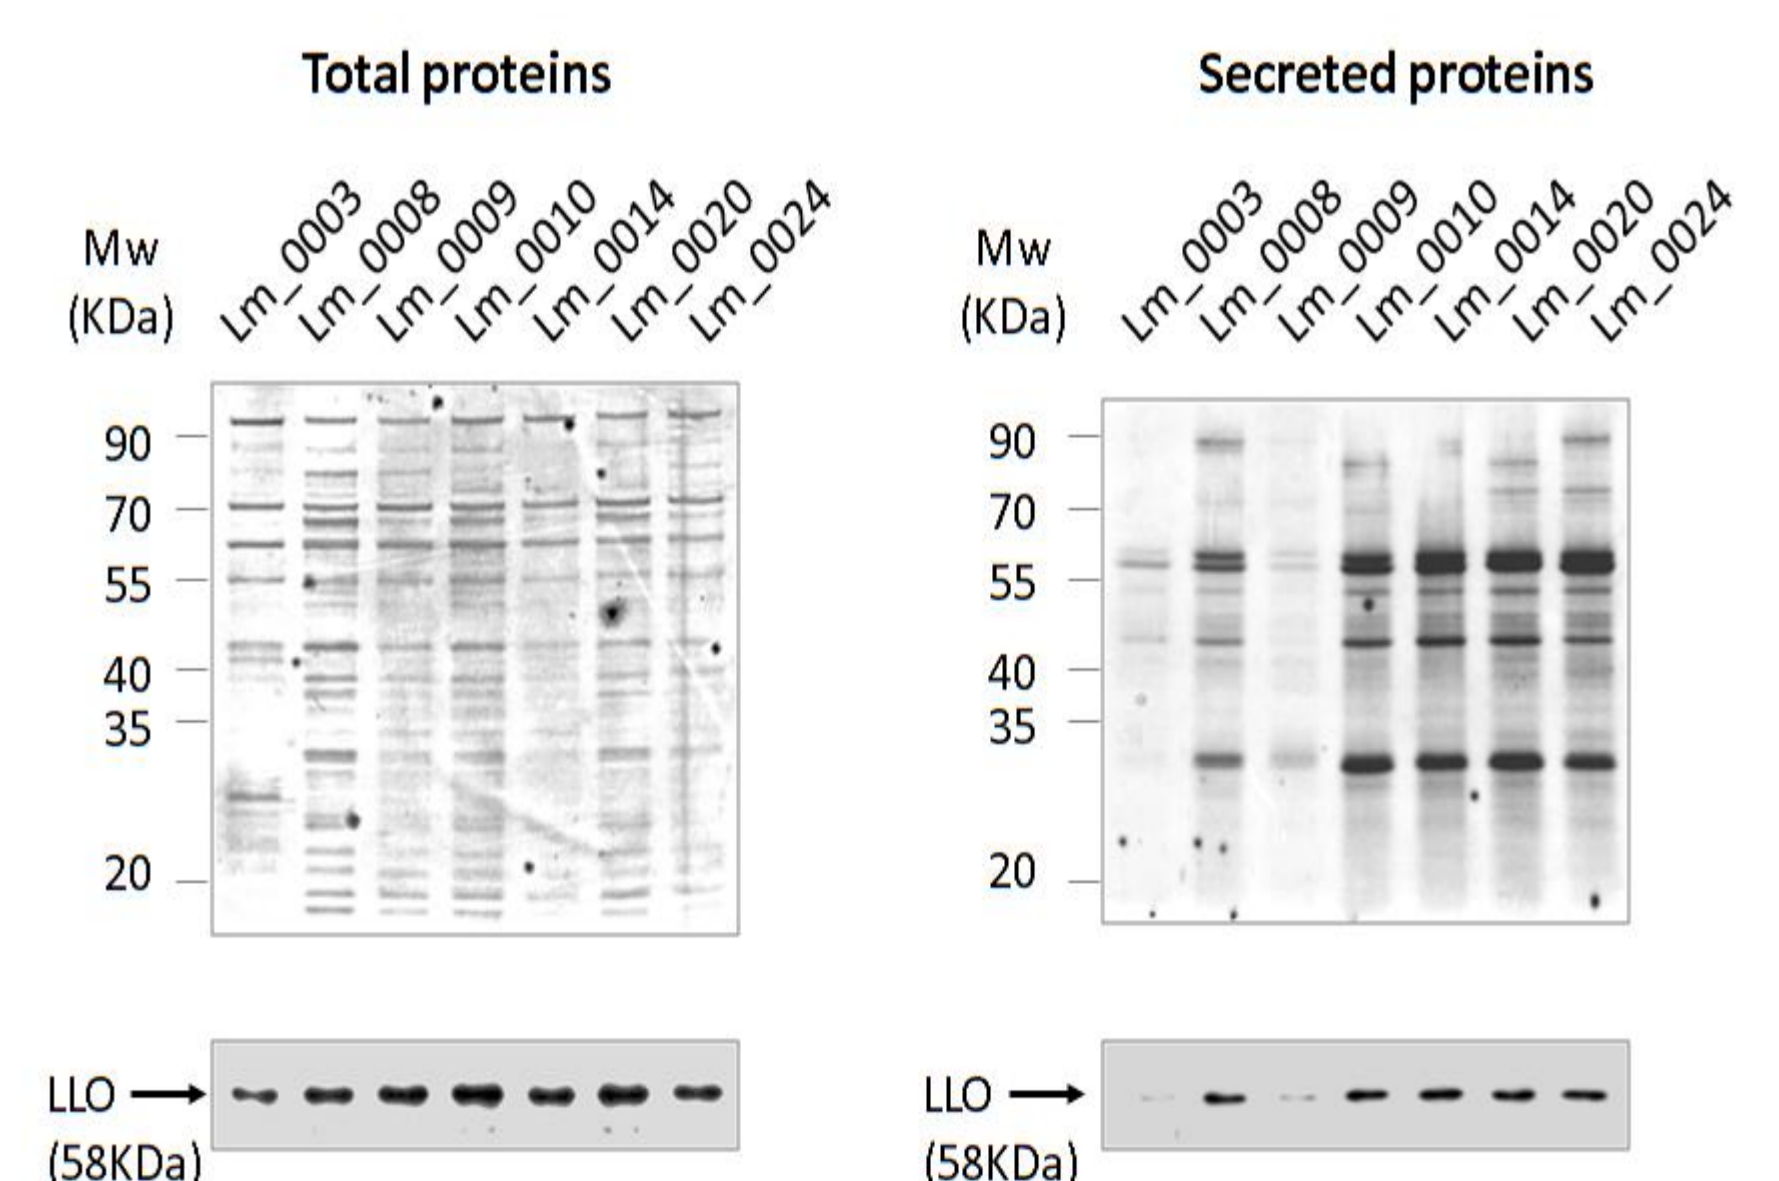 Total proteins
Mw
(KDa)
Lm_0003
Lm_0008
Lm_0009
Lm_0010
Lm_0014
Lm_0020
Lm_0024
90
70
55
40
35
20
LLO
(58KDa)
Secreted proteins
Mw
(KDa)
Lm_0003
Lm_0008
Lm_0009
Lm_0010
Lm_0014
Lm_0020
Lm_0024
90
70
55
40
35
20
LLO
(58KDa)